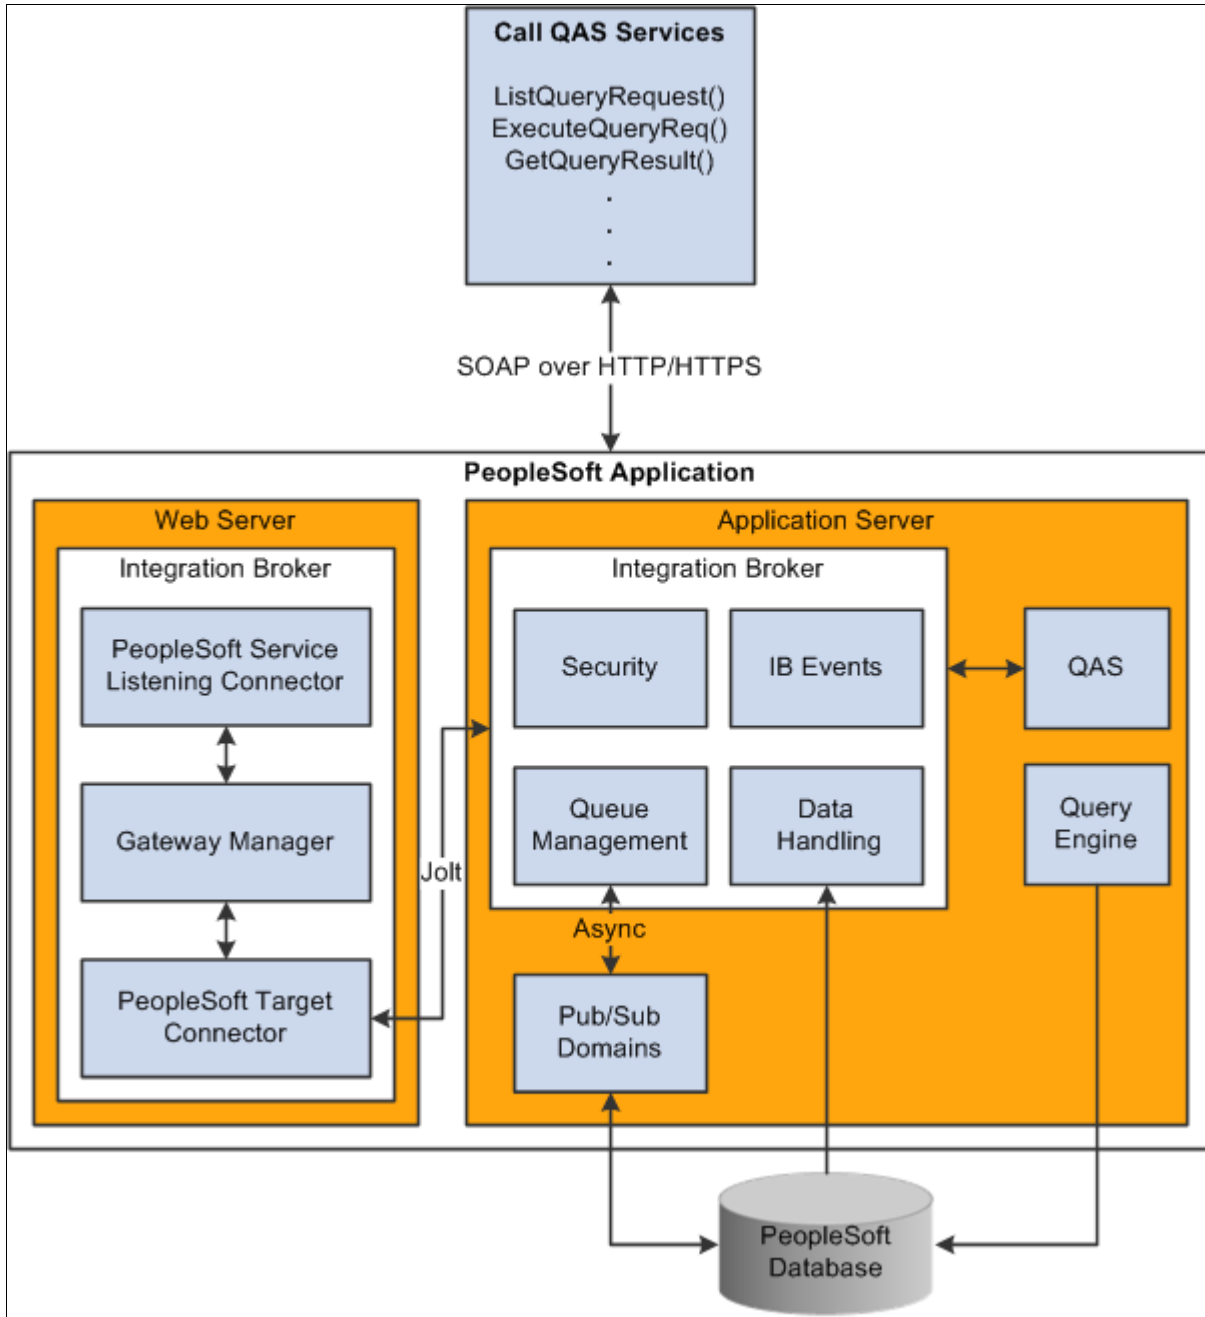 Call QAS Services
ListQueryRequest()
ExecuteQueryReq()
GetQueryResult()
.
.
.
SOAP over HTTP/HTTPS
PeopleSoft Application
Web Server
Integration Broker
PeopleSoft Service
Listening Connector
Gateway Manager
PeopleSoft Target
Connector
Jolt
Application Server
Integration Broker
Security
IB Events
Queue
Management
Data
Handling
QAS
Query
Engine
Async
Pub/Sub
Domains
PeopleSoft
Database